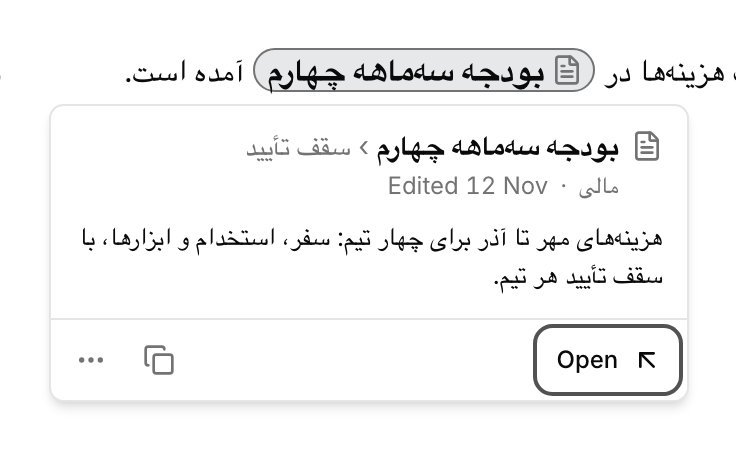 هزینه‌ها در بودجه سه‌ماهه چهارم آمده است.
بودجه سه‌ماهه چهارم › سقف تأیید
مالی · Edited 12 Nov
هزینه‌های مهر تا آذر برای چهار تیم: سفر، استخدام و ابزارها، با
سقف تأیید هر تیم.
Open